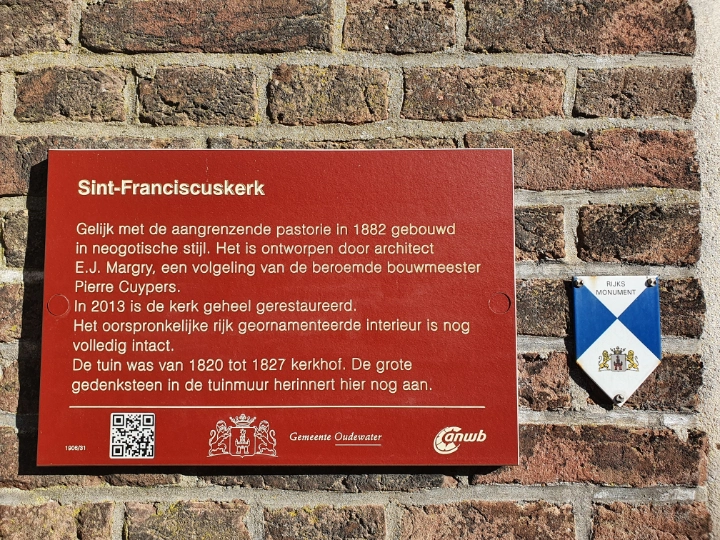 Sint-Franciscuskerk
Gelijk met de aangrenzende pastorie in 1882 gebouwd
in neogotische stijl. Het is ontworpen door architect
E.J. Margry, een volgeling van de beroemde bouwmeester
Pierre Cuypers.
In 2013 is de kerk geheel gerestaureerd.
Het oorspronkelijke rijk geornamenteerde interieur is nog
volledig intact.
De tuin was van 1820 tot 1827 kerkhof. De grote
gedenksteen in de tuinmuur herinnert hier nog aan.
1906/31
Gemeente Oudewater
anwb
RIJKS
MONUMENT